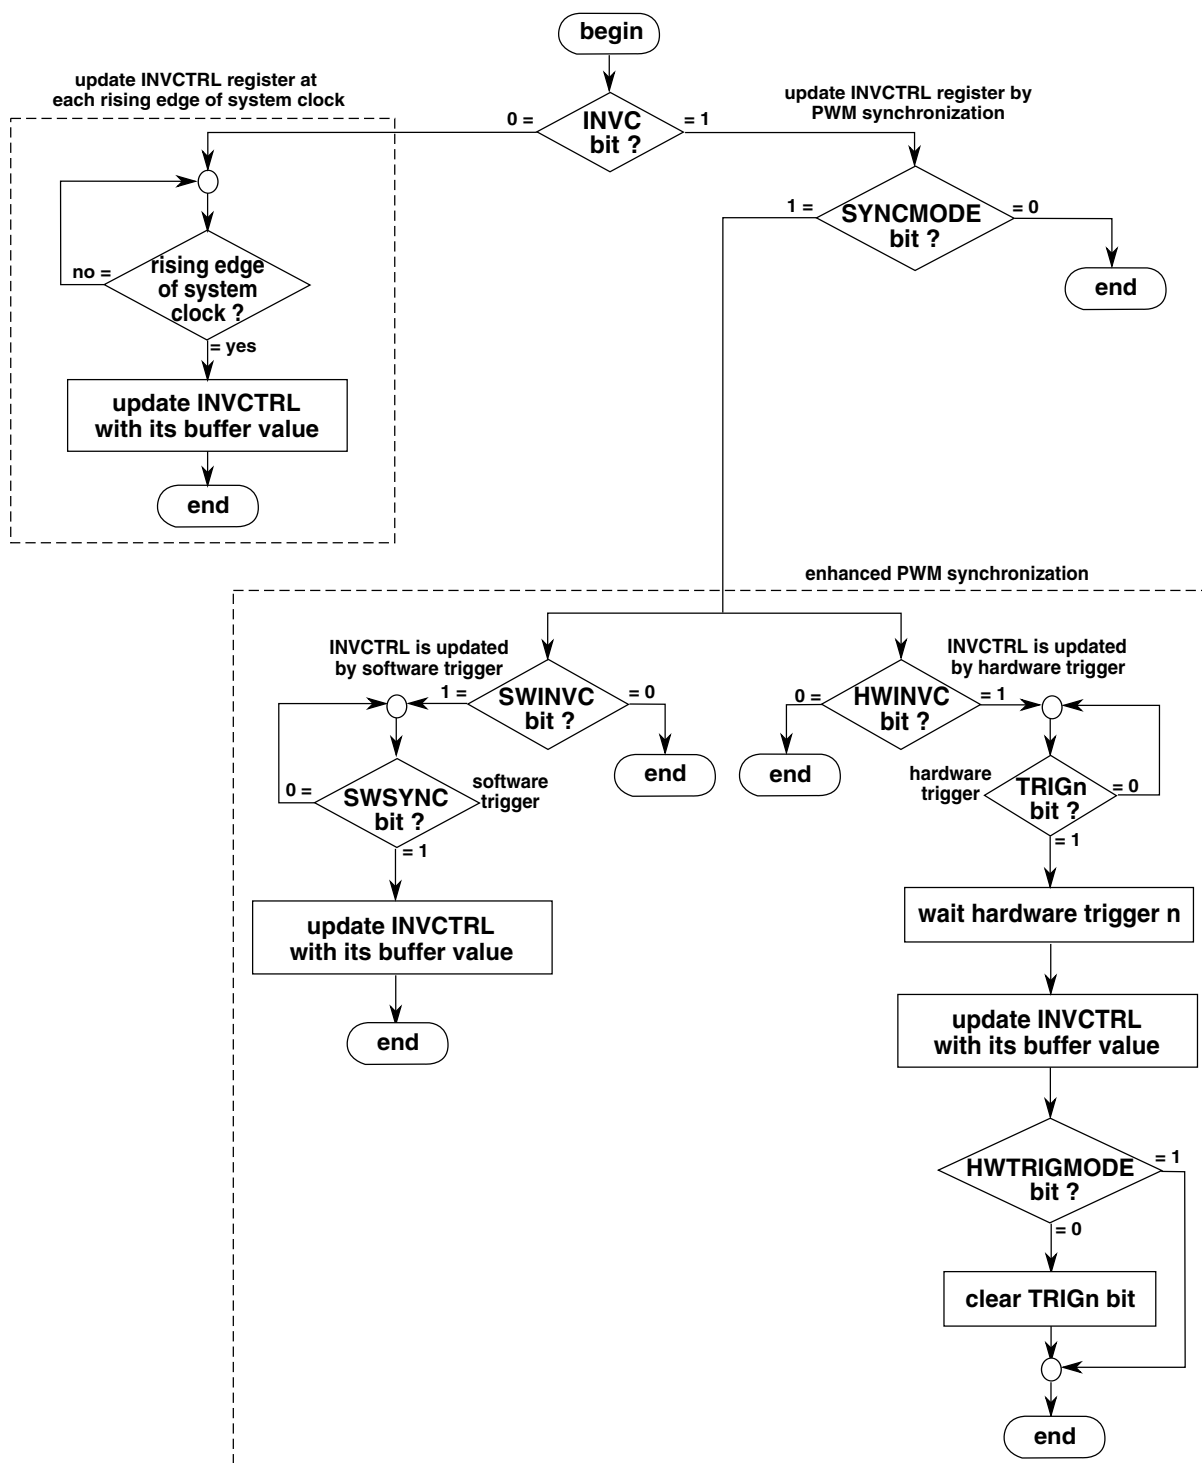 begin
update INVCTRL register at
each rising edge of system clock
update INVCTRL register by
PWM synchronization
0 =
INVC
bit ?
= 1
1 =
SYNCMODE
bit ?
= 0
end
no =
rising edge
of system
clock ?
= yes
update INVCTRL
with its buffer value
end
enhanced PWM synchronization
INVCTRL is updated
by software trigger
INVCTRL is updated
by hardware trigger
1 =
SWINVC
bit ?
= 0
end
0 =
HWINVC
bit ?
= 1
end
0 =
SWSYNC
bit ?
software
trigger
= 1
hardware
trigger
TRIGn
bit ?
= 0
= 1
update INVCTRL
with its buffer value
end
wait hardware trigger n
update INVCTRL
with its buffer value
HWTRIGMODE
bit ?
= 1
= 0
clear TRIGn bit
end